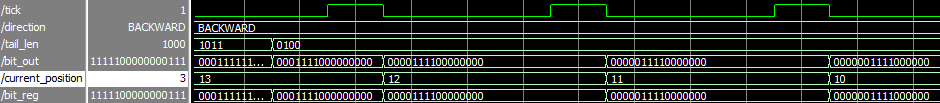 /tick 1
/direction BACKWARD BACKWARD
/tail_len 1000 1011 0100
/bit_out 1111100000000111 000111111... 0001111000000000 0000111100000000 0000011110000000 0000001111000000
/current_position 3 13 12 11 10
/bit_reg 1111100000000111 000111111... 0001111000000000 0000111100000000 0000011110000000 0000001111000000